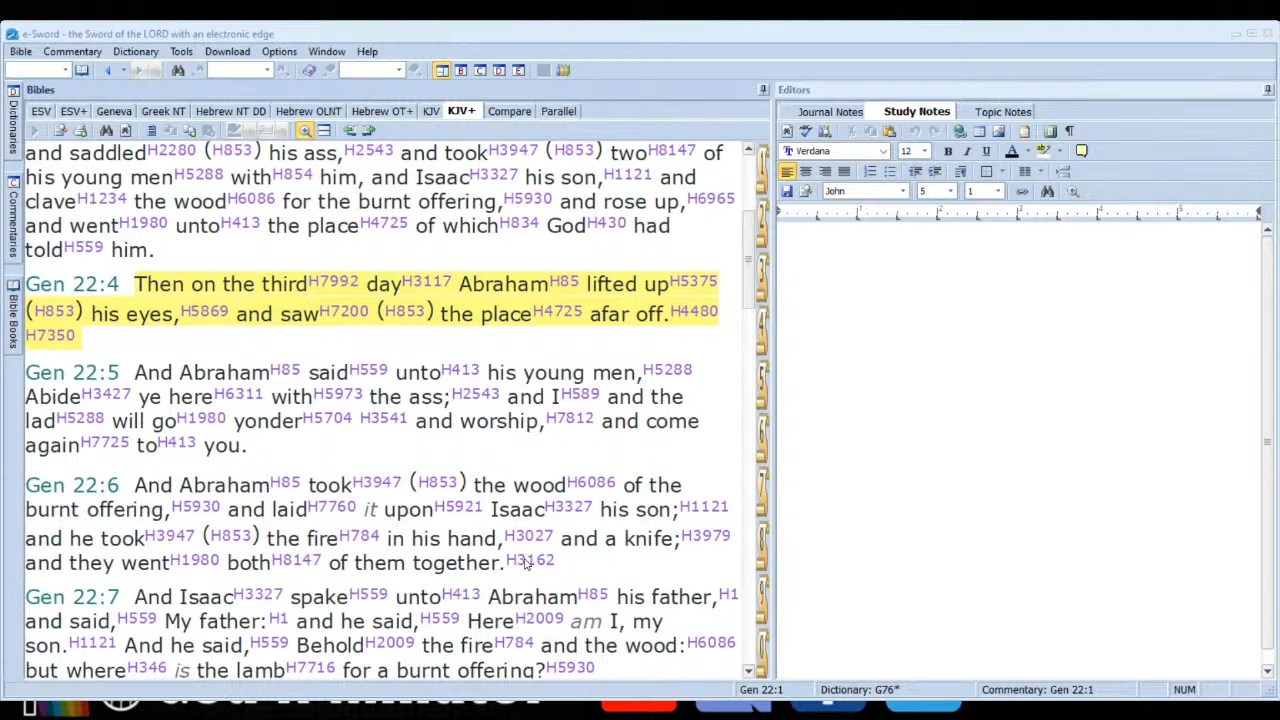 e-Sword - the Sword of the LORD with an electronic edge
Bible Commentary Dictionary Tools Download Options Window Help
Bibles
Editors
ESV ESV+ Geneva Greek NT Hebrew NT DD Hebrew OLNT Hebrew OT+ KJV KJV+ Compare Parallel
Journal Notes Study Notes Topic Notes
Verdana 12 B I U A ab
John 5 1
1 2 3 4 5
Dictionaries
Commentaries
Bible Books
and saddledH2280 (H853) his ass,H2543 and tookH3947 (H853) twoH8147 of
his young menH5288 withH854 him, and IsaacH3327 his son,H1121 and
claveH1234 the woodH6086 for the burnt offering,H5930 and rose up,H6965
and wentH1980 untoH413 the placeH4725 of whichH834 GodH430 had
toldH559 him.
Gen 22:4 Then on the thirdH7992 dayH3117 AbrahamH85 lifted upH5375
(H853) his eyes,H5869 and sawH7200 (H853) the placeH4725 afar off.H4480
H7350
Gen 22:5 And AbrahamH85 saidH559 untoH413 his young men,H5288
AbideH3427 ye hereH6311 withH5973 the ass;H2543 and IH589 and the
ladH5288 will goH1980 yonderH5704 H3541 and worship,H7812 and come
againH7725 toH413 you.
Gen 22:6 And AbrahamH85 tookH3947 (H853) the woodH6086 of the
burnt offering,H5930 and laidH7760 it uponH5921 IsaacH3327 his son;H1121
and he tookH3947 (H853) the fireH784 in his hand,H3027 and a knife;H3979
and they wentH1980 bothH8147 of them together.H3162
Gen 22:7 And IsaacH3327 spakeH559 untoH413 AbrahamH85 his father,H1
and said,H559 My father:H1 and he said,H559 HereH2009 am I, my
son.H1121 And he said,H559 BeholdH2009 the fireH784 and the wood:H6086
but whereH346 is the lambH7716 for a burnt offering?H5930
Gen 22:1 Dictionary: G76* Commentary: Gen 22:1 NUM